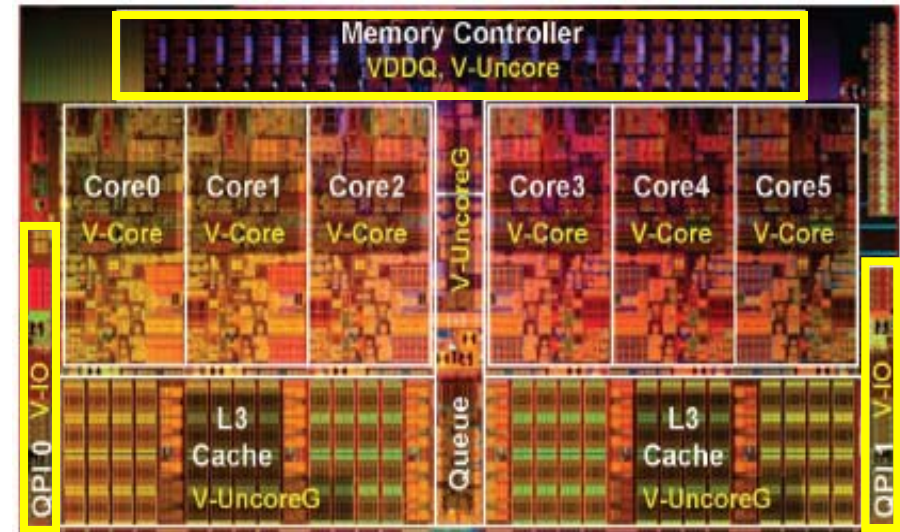 Memory Controller
VDDQ, V-Uncore
Core0
V-Core
Core1
V-Core
Core2
V-Core
V-UncoreG
Core3
V-Core
Core4
V-Core
Core5
V-Core
QPI 0 V-IO
L3
Cache
V-UncoreG
Queue
L3
Cache
V-UncoreG
QPI 1 V-IO